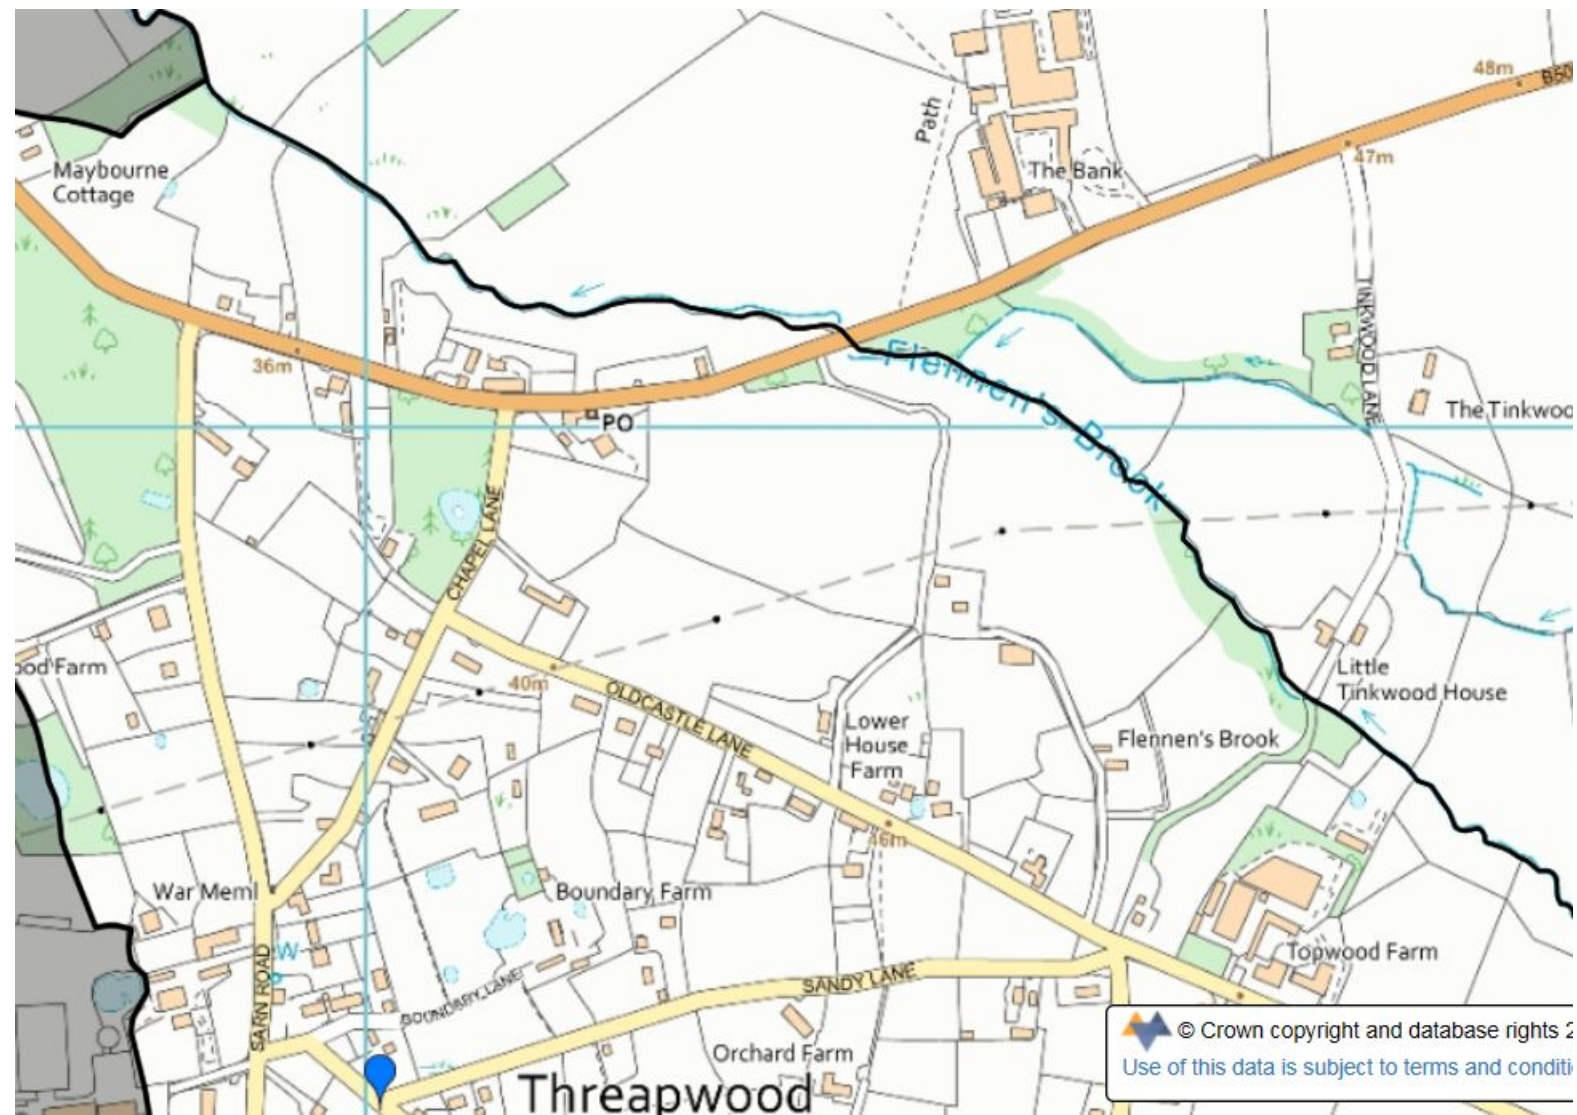 48m
B50
47m
Path
The Bank
Maybourne
Cottage
TINKWOOD LANE
36m
Flennen's Brook
The Tinkwoo
PO
CHAPEL LANE
ood Farm
40m
OLDCASTLE LANE
Little
Tinkwood House
Lower
House
Farm
Flennen's Brook
46m
War Meml
Boundary Farm
W
SARN ROAD
BOUNDARY LANE
SANDY LANE
Topwood Farm
Orchard Farm
Threapwood
© Crown copyright and database rights 2
Use of this data is subject to terms and conditi